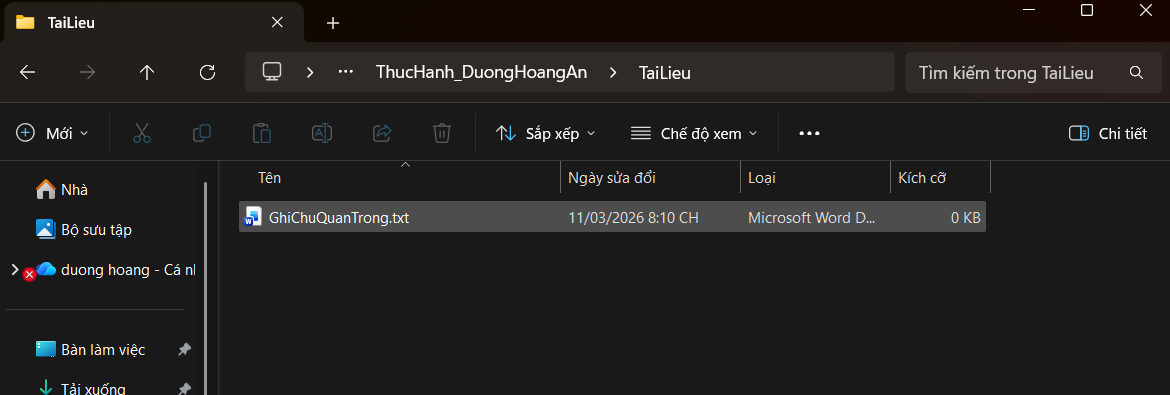 TaiLieu
ThucHanh_DuongHoangAn
TaiLieu
Tìm kiếm trong TaiLieu
Mới
Sắp xếp
Chế độ xem
Chi tiết
Tên
Ngày sửa đổi
Loại
Kích cỡ
GhiChuQuanTrong.txt
11/03/2026 8:10 CH
Microsoft Word D...
0 KB
Nhà
Bộ sưu tập
duong hoang - Cá nh
Bàn làm việc
Tải xuống